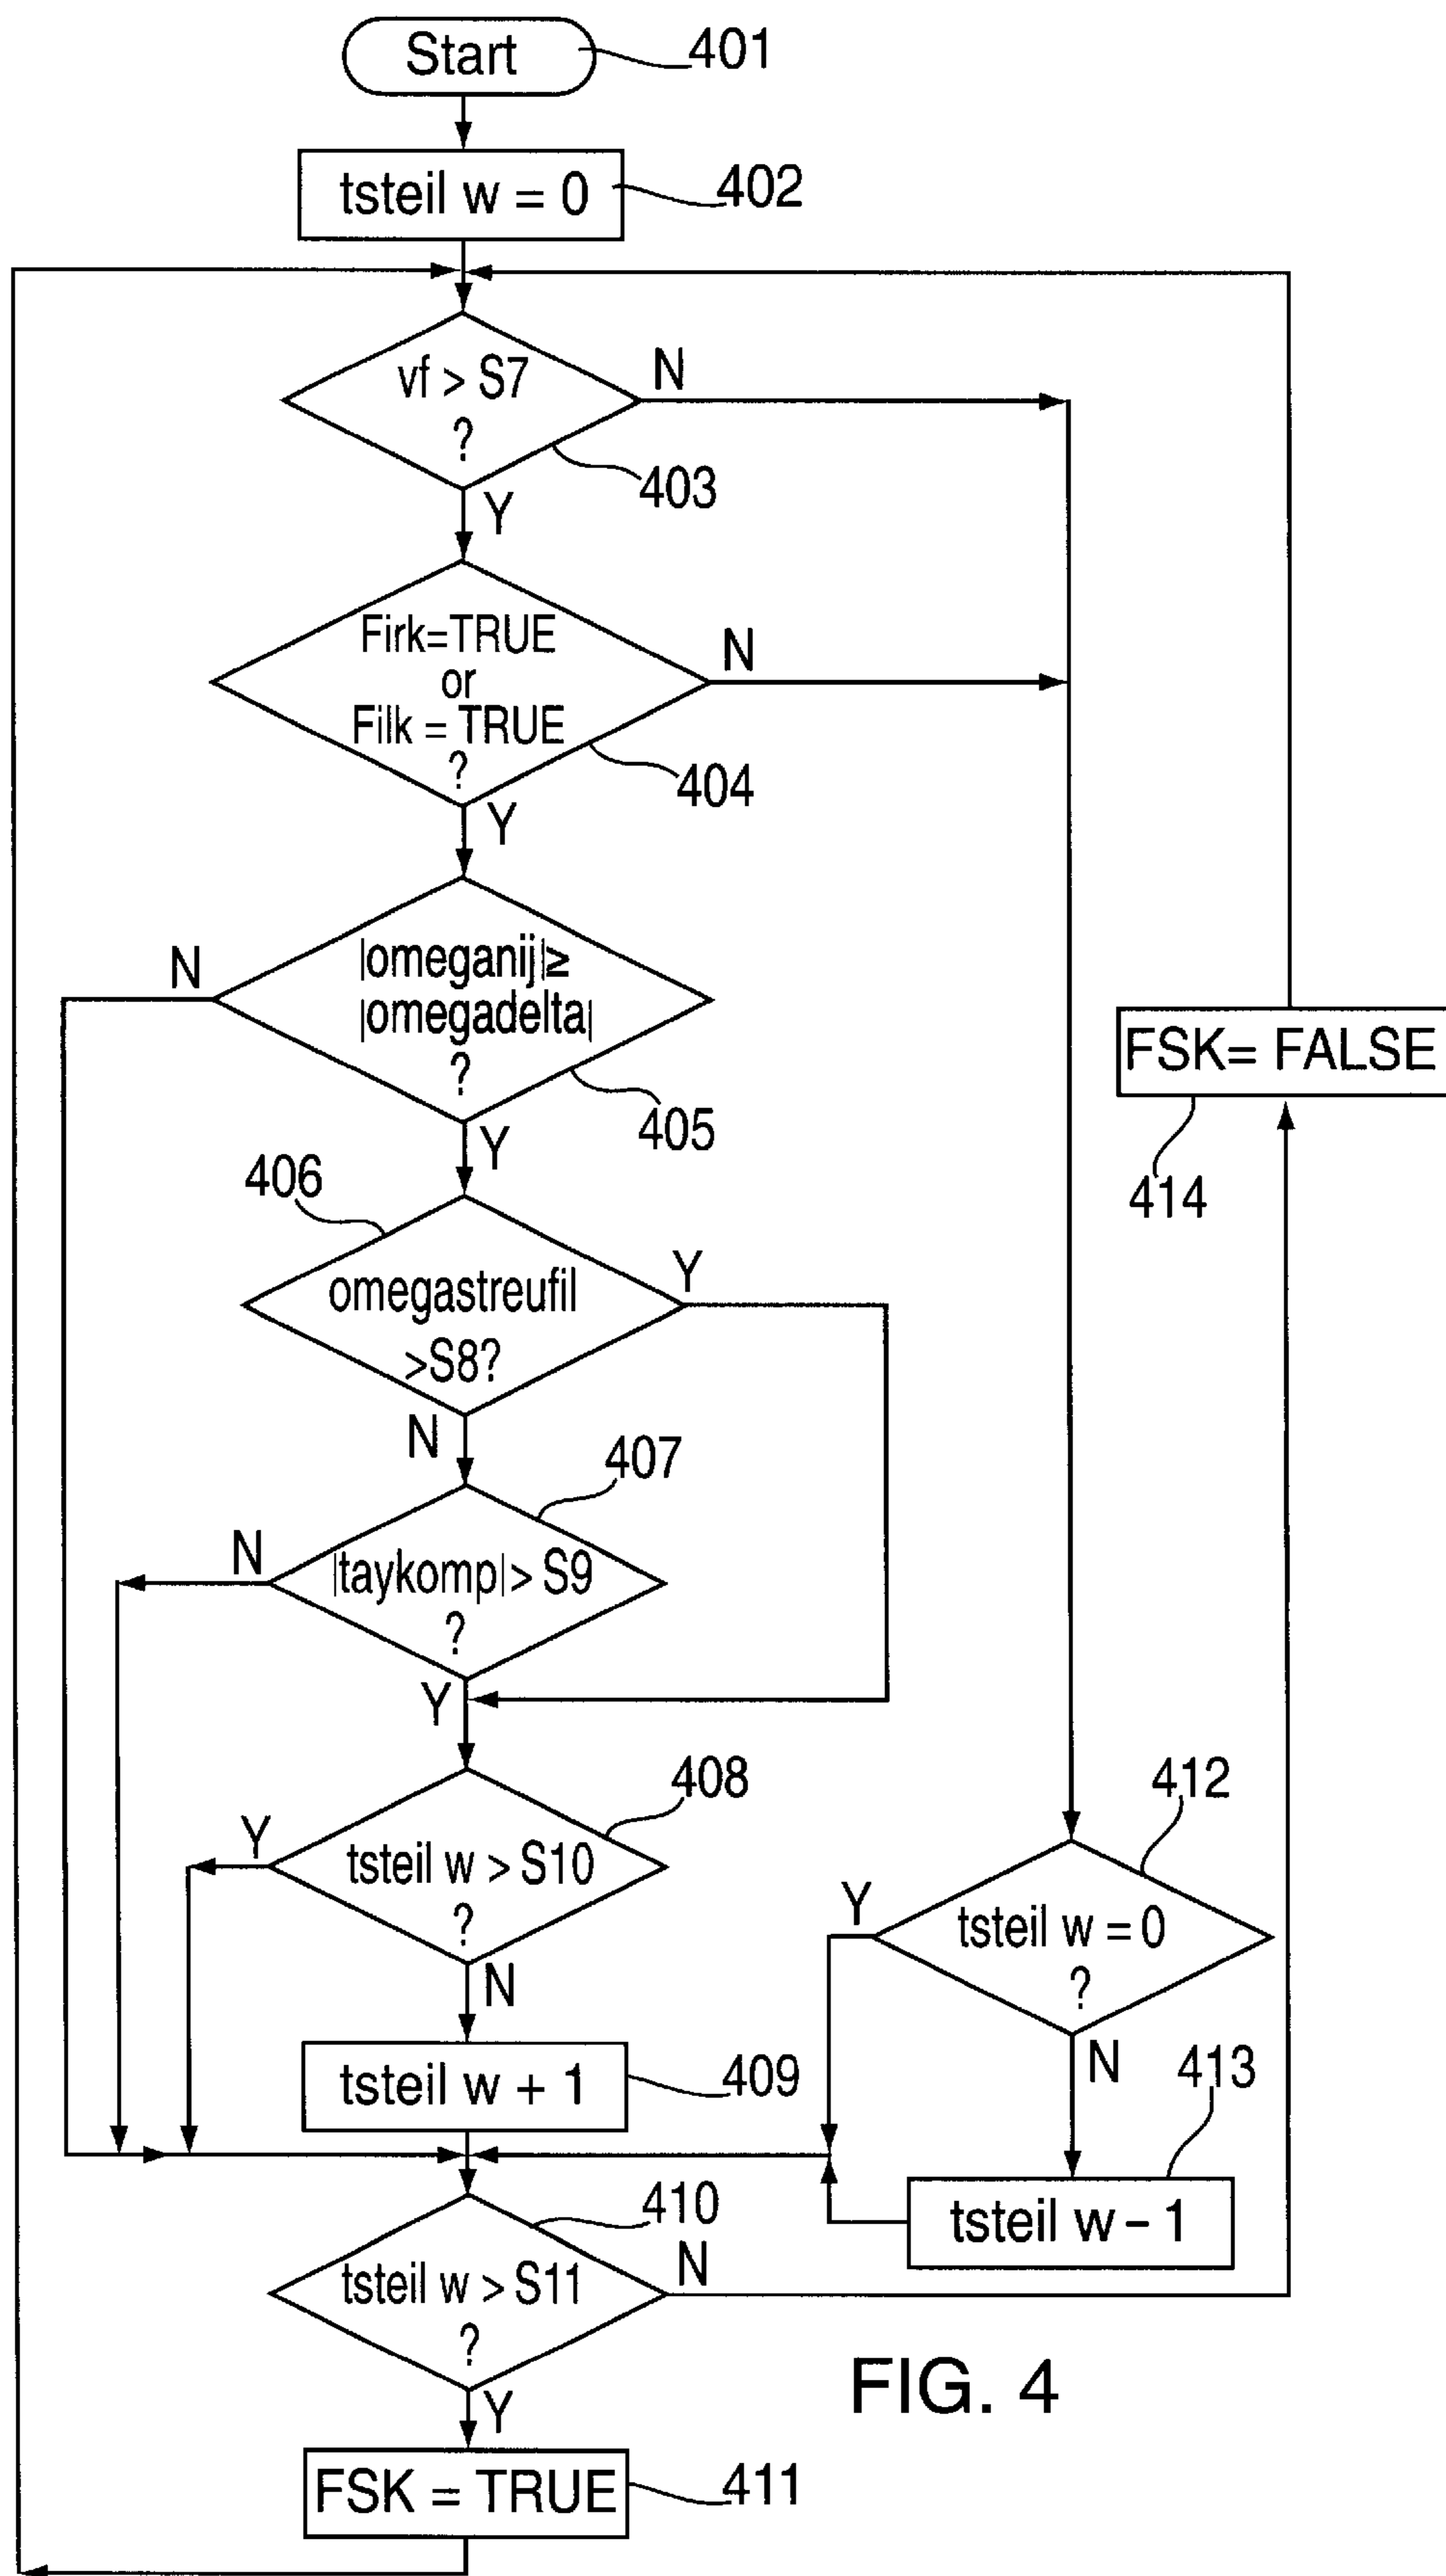 Start
401
tsteil w = 0
402
vf > S7
?
N
403
Y
Firk=TRUE
or
Filk = TRUE
?
N
404
Y
|omeganij|≥
|omegadelta|
?
N
405
Y
FSK= FALSE
414
406
omegastreufil
>S8?
Y
N
407
|taykomp|> S9
?
N
Y
408
tsteil w > S10
?
Y
N
412
tsteil w = 0
?
Y
N
tsteil w + 1
409
413
tsteil w – 1
410
tsteil w > S11
?
N
Y
FIG. 4
FSK = TRUE
411